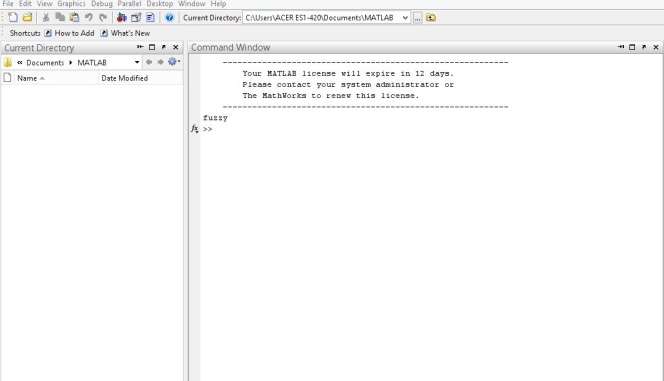 File Edit View Graphics Debug Parallel Desktop Window Help
Current Directory: C:\Users\ACER ES1-420\Documents\MATLAB
Shortcuts How to Add What's New
Current Directory
« Documents ▸ MATLAB
Name Date Modified
Command Window
------------------------------------------------------
Your MATLAB license will expire in 12 days.
Please contact your system administrator or
The MathWorks to renew this license.
------------------------------------------------------
fuzzy
fx >>